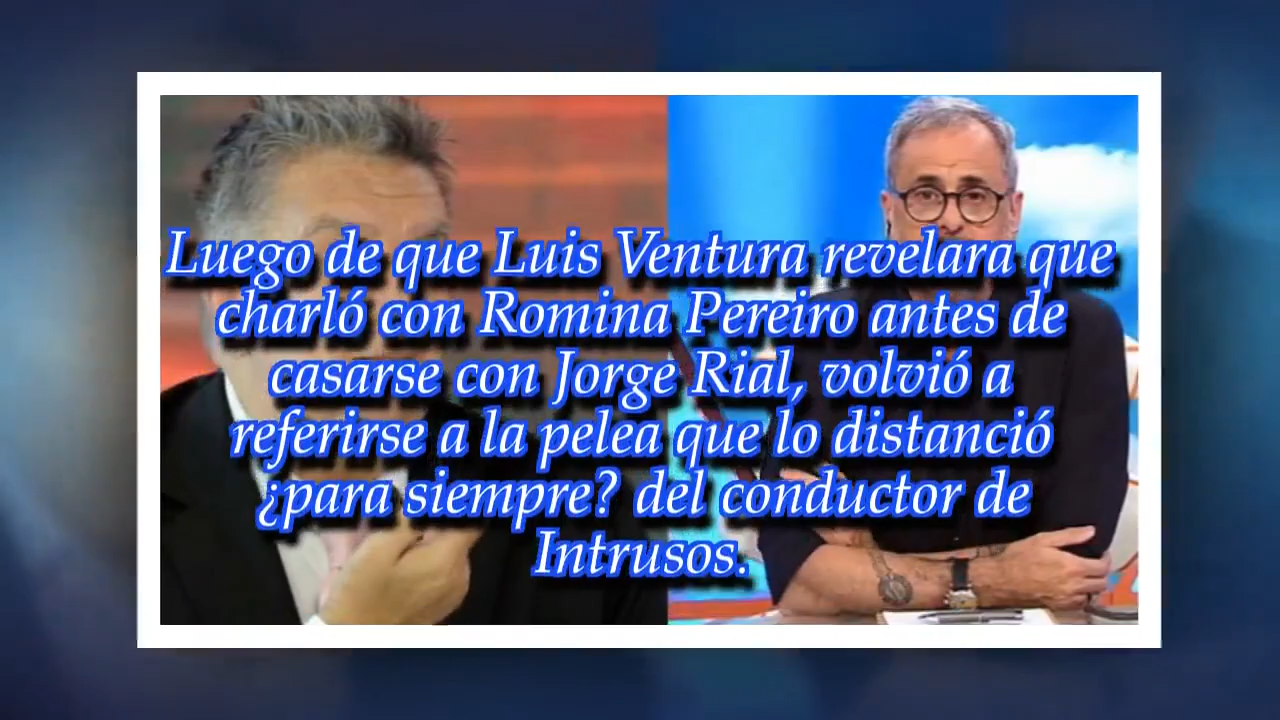 Luego de que Luis Ventura revelara que
charló con Romina Pereiro antes de
casarse con Jorge Rial, volvió a
referirse a la pelea que lo distanció
¿para siempre? del conductor de
Intrusos.